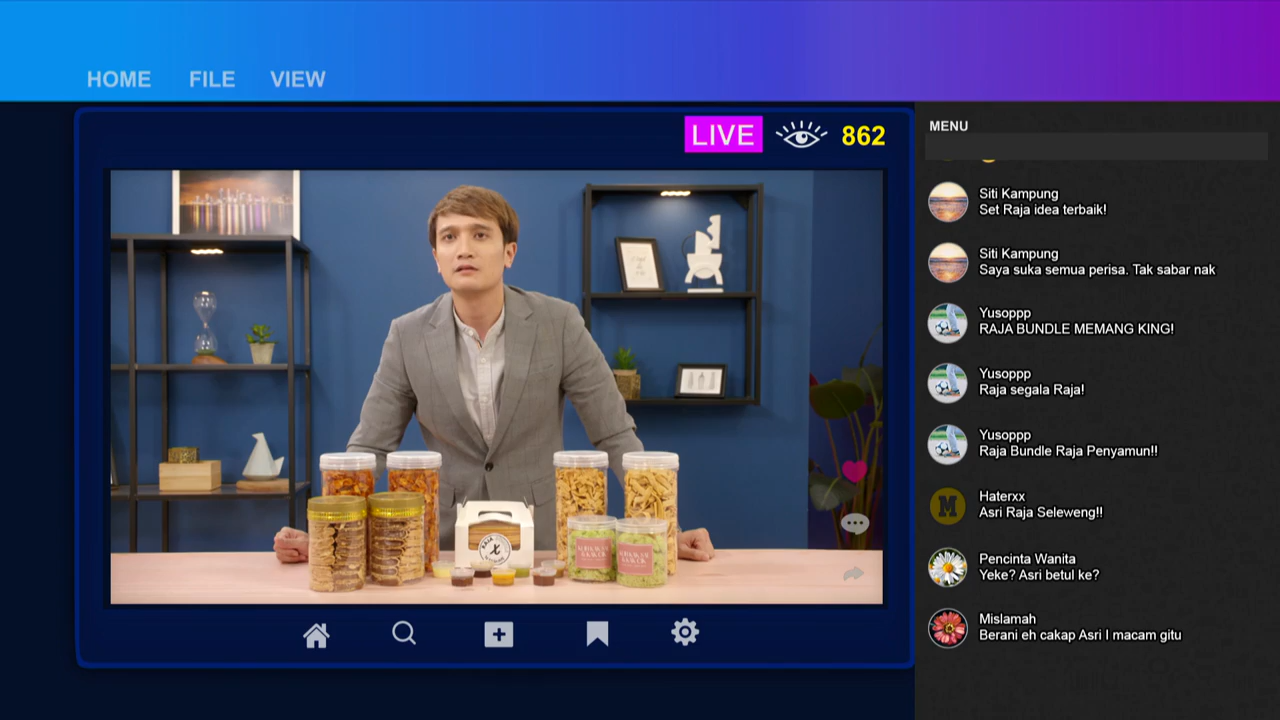 HOME FILE VIEW
LIVE 862
MENU
Siti Kampung
Set Raja idea terbaik!
Siti Kampung
Saya suka semua perisa. Tak sabar nak
Yusoppp
RAJA BUNDLE MEMANG KING!
Yusoppp
Raja segala Raja!
Yusoppp
Raja Bundle Raja Penyamun!!
Haterxx
M
Asri Raja Seleweng!!
Pencinta Wanita
Yeke? Asri betul ke?
Mislamah
Berani eh cakap Asri I macam gitu
RAJA